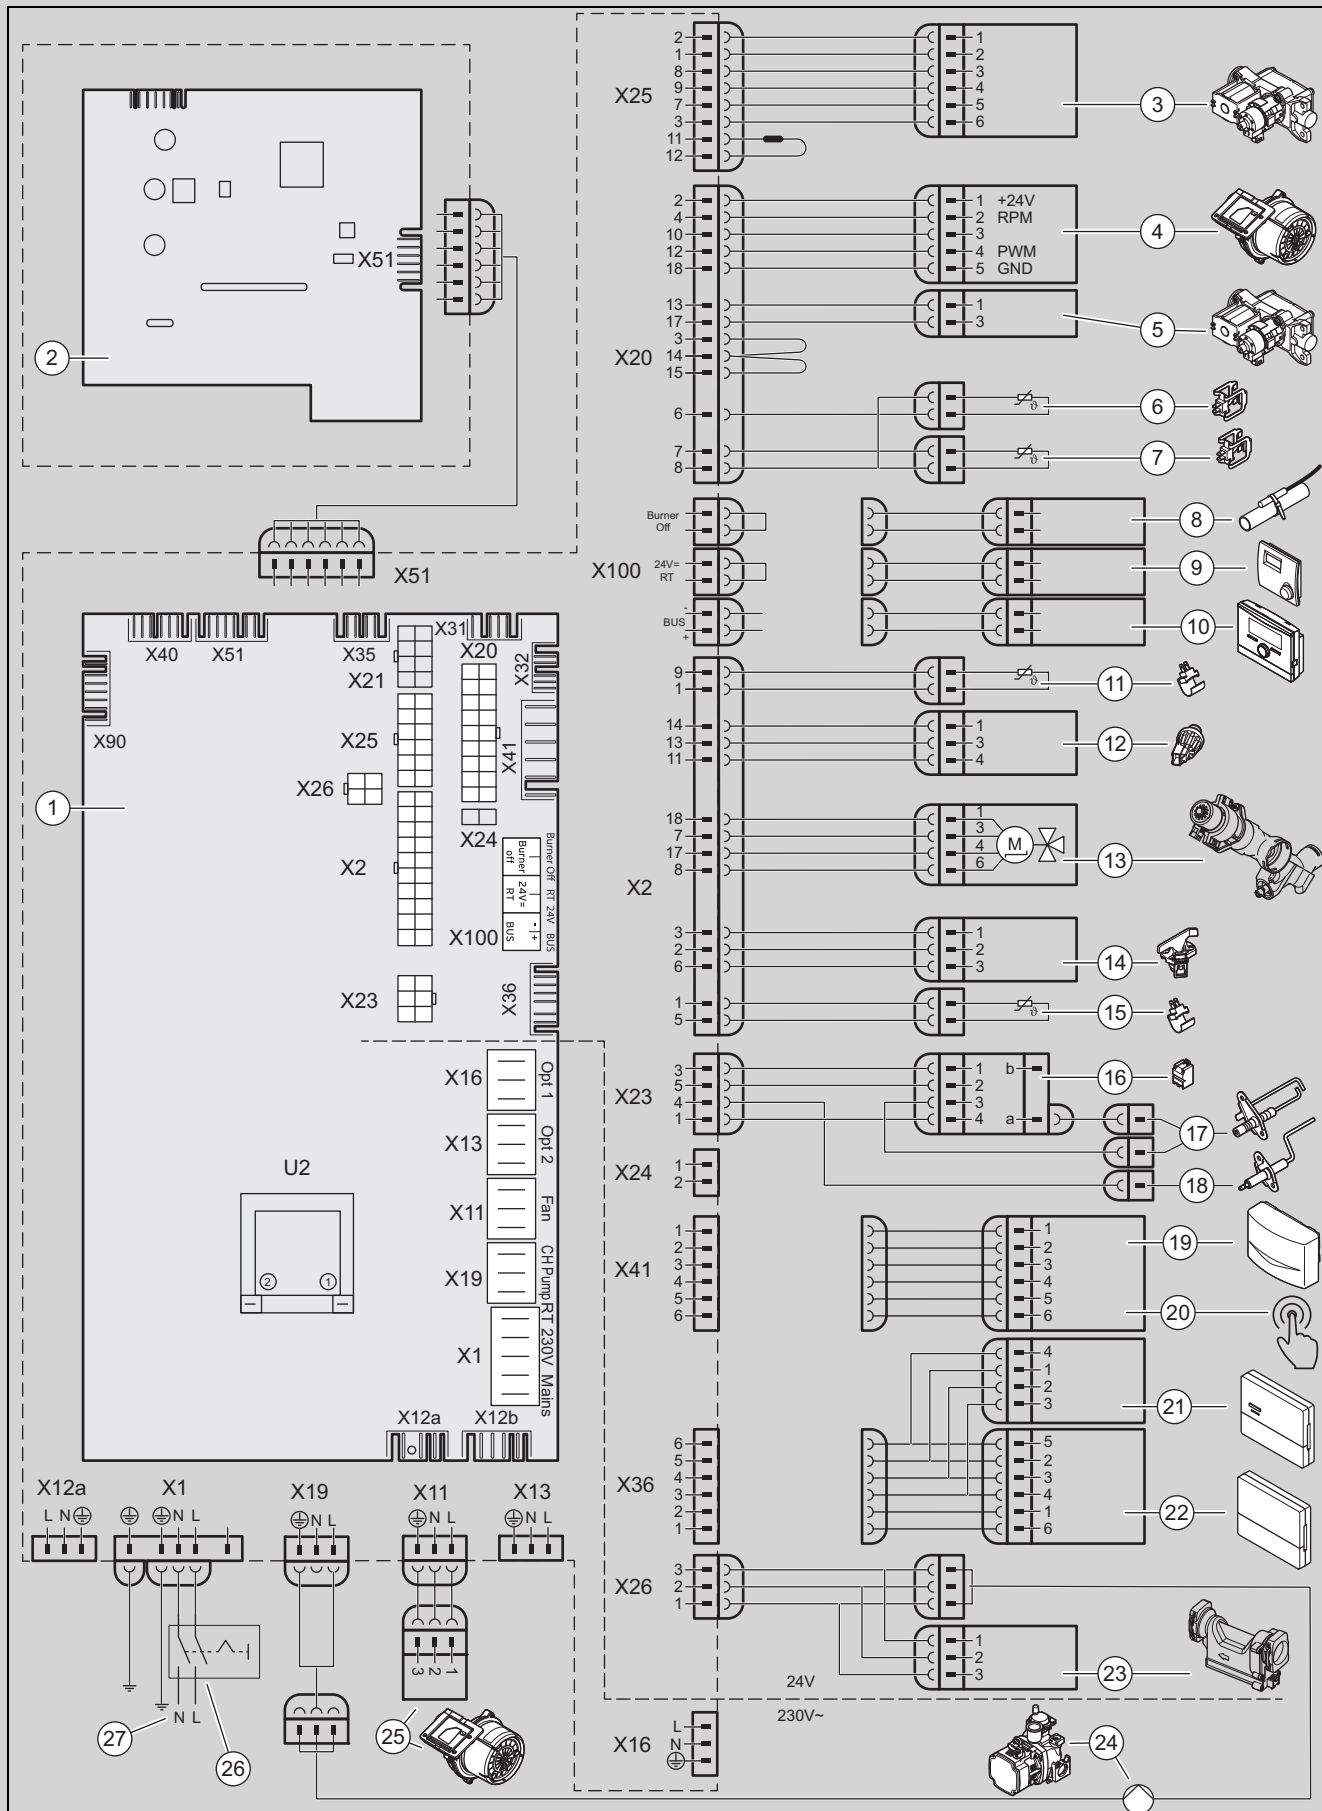 X25
2 1
1 2
8 3
9 4
7 5
3 6
11
12
3
2 1 +24V
4 2 RPM
10 3
12 4 PWM
18 5 GND
4
X20
13 1
17 3
3
14
15
5
6
ϑ
6
7
8
ϑ
7
X51
2
X51
Burner
Off
8
X100
24V=
RT
9
-
BUS
+
10
X2
9
1
ϑ
11
14 1
13 3
11 4
12
18 1
7 3
17 4
8 6
M
13
3 1
2 2
6 3
14
1
5
ϑ
15
X23
3 1 b
5 2
4 3
1 4 a
16
17
18
X24
1
2
X41
1 1
2 2
3 3
4 4
5 5
6 6
19
20
4
1
2
3
21
X36
6 5
5 2
4 3
3 4
2 1
1 6
22
X26
3
2
1
1
2
3
23
24V
230V~
X16
L
N
24
X40
X51
X35
X31
X21
X20
X32
X90
X25
X41
X26
X24
X2
Burner
off
24V=
RT
- +
BUS
Burner Off
RT 24V
BUS
X100
X23
X36
1
X16 Opt 1
X13 Opt 2
X11 Fan
X19 CH Pump
X1 RT 230V Mains
U2
2 1
X12a
X12b
X12a
L N
X1
N L
X19
N L
X11
N L
X13
N L
3 2 1
N L
27
26
25